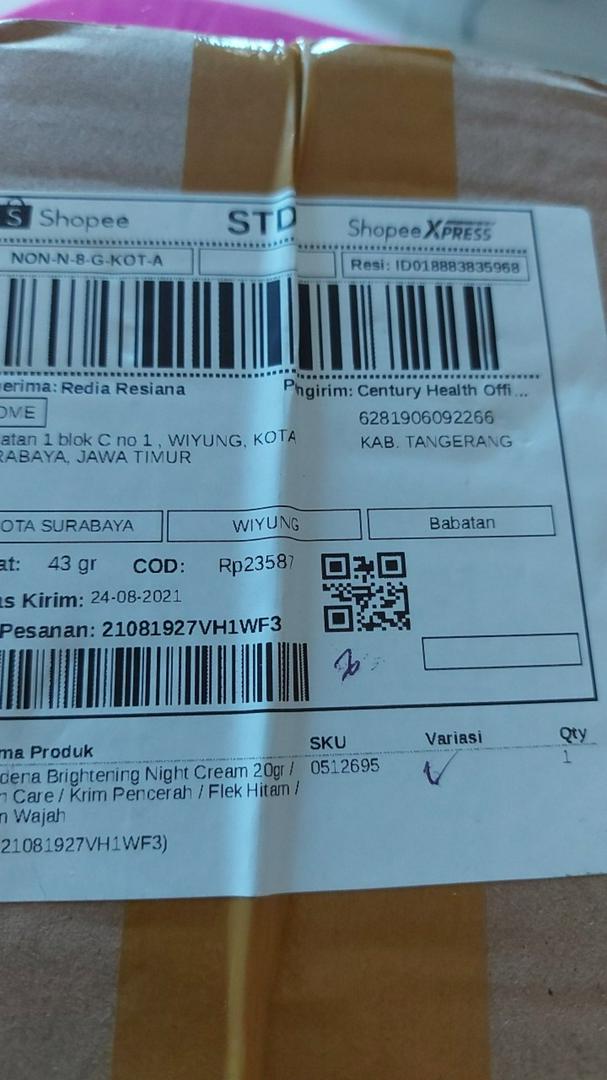 S Shopee STD Shopee XPRESS
NON-N-8-G-KOT-A Resi: ID018883835968
erima: Redia Resiana P ngirim: Century Health Offi ...
OME 6281906092266
atan 1 blok C no 1 , WIYUNG, KOTA KAB. TANGERANG
RABAYA, JAWA TIMUR
OTA SURABAYA WIYUNG Babatan
at: 43 gr COD: Rp23587
as Kirim: 24-08-2021
Pesanan: 21081927VH1WF3
ma Produk SKU Variasi Qty
dena Brightening Night Cream 20gr / 0512695 1
n Care / Krim Pencerah / Flek Hitam /
n Wajah
21081927VH1WF3)